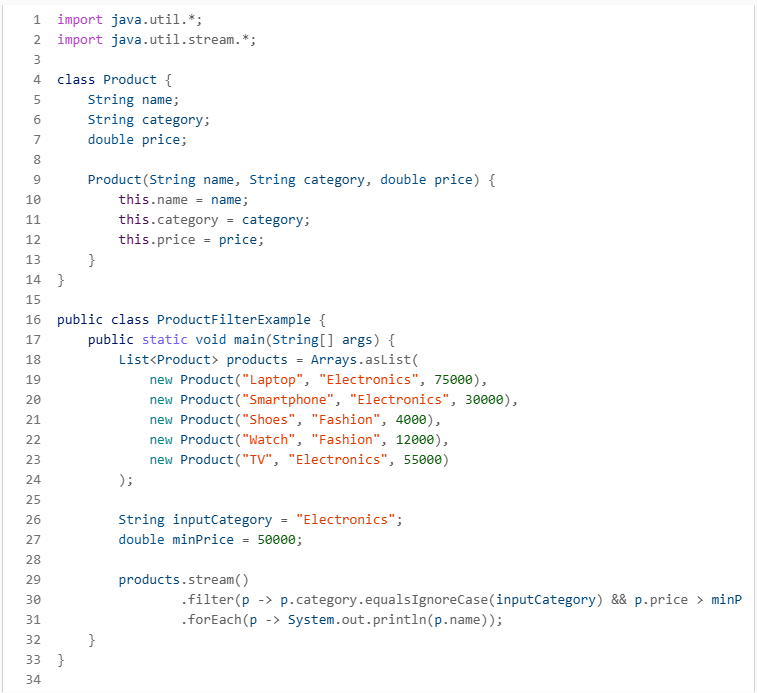 1 import java.util.*;
2 import java.util.stream.*;
3
4 class Product {
5     String name;
6     String category;
7     double price;
8
9     Product(String name, String category, double price) {
10         this.name = name;
11         this.category = category;
12         this.price = price;
13     }
14 }
15
16 public class ProductFilterExample {
17     public static void main(String[] args) {
18         List<Product> products = Arrays.asList(
19             new Product("Laptop", "Electronics", 75000),
20             new Product("Smartphone", "Electronics", 30000),
21             new Product("Shoes", "Fashion", 4000),
22             new Product("Watch", "Fashion", 12000),
23             new Product("TV", "Electronics", 55000)
24         );
25
26         String inputCategory = "Electronics";
27         double minPrice = 50000;
28
29         products.stream()
30                 .filter(p -> p.category.equalsIgnoreCase(inputCategory) && p.price > minP
31                 .forEach(p -> System.out.println(p.name));
32     }
33 }
34